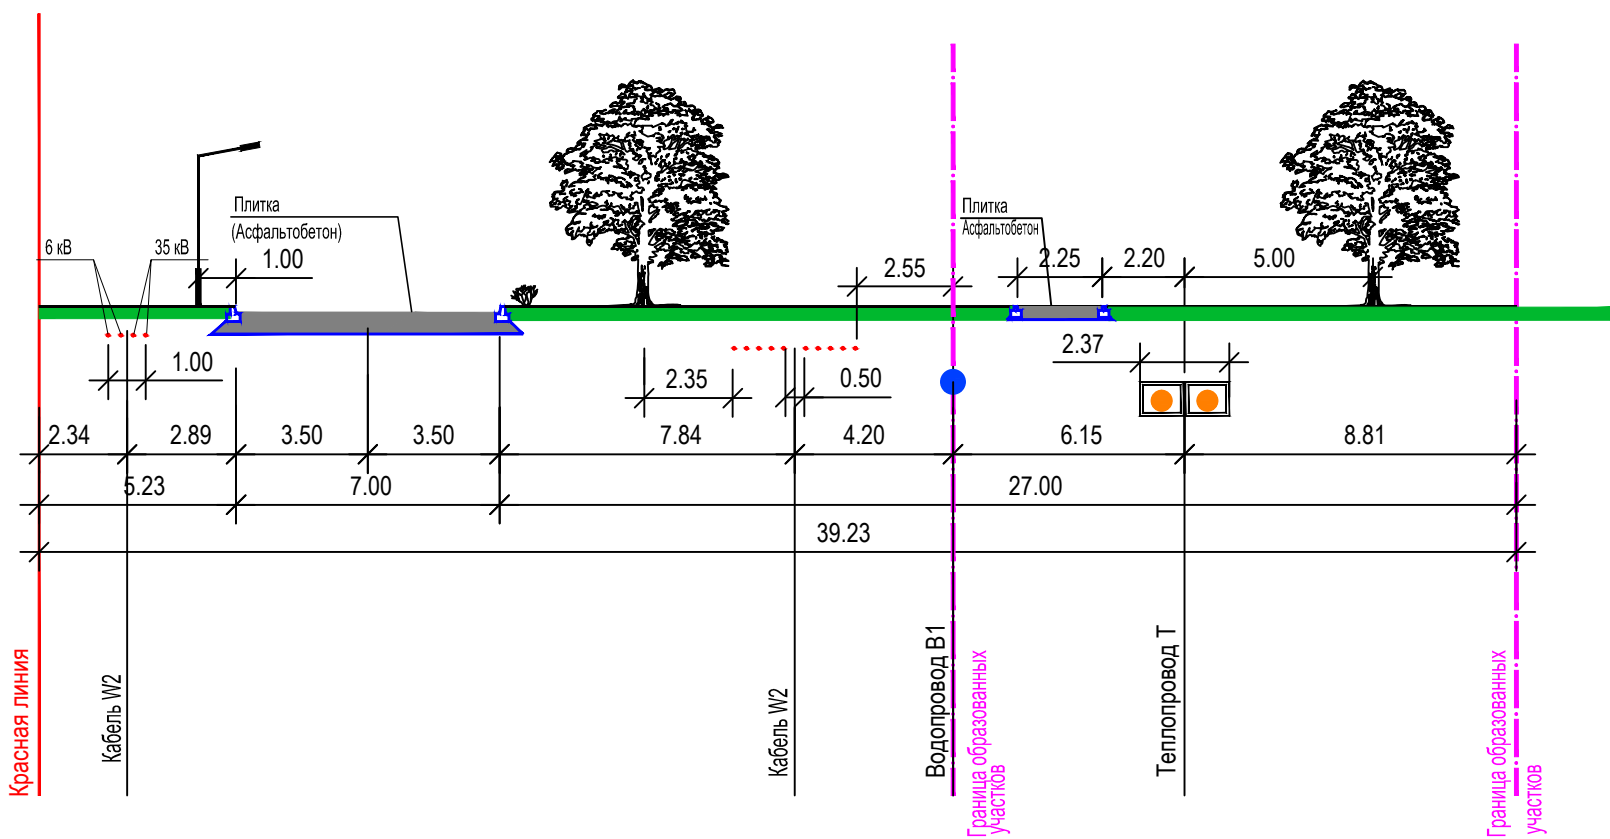 Плитка
(Асфальтобетон)
Плитка
Асфальтобетон
6 кВ
35 кВ
1.00
2.55
2.25
2.20
5.00
1.00
2.35
0.50
2.37
2.34
2.89
3.50
3.50
7.84
4.20
6.15
8.81
5.23
7.00
27.00
39.23
Красная линия
Кабель W2
Кабель W2
Водопровод В1
Граница образованных
участков
Теплопровод Т
Граница образованных
участков